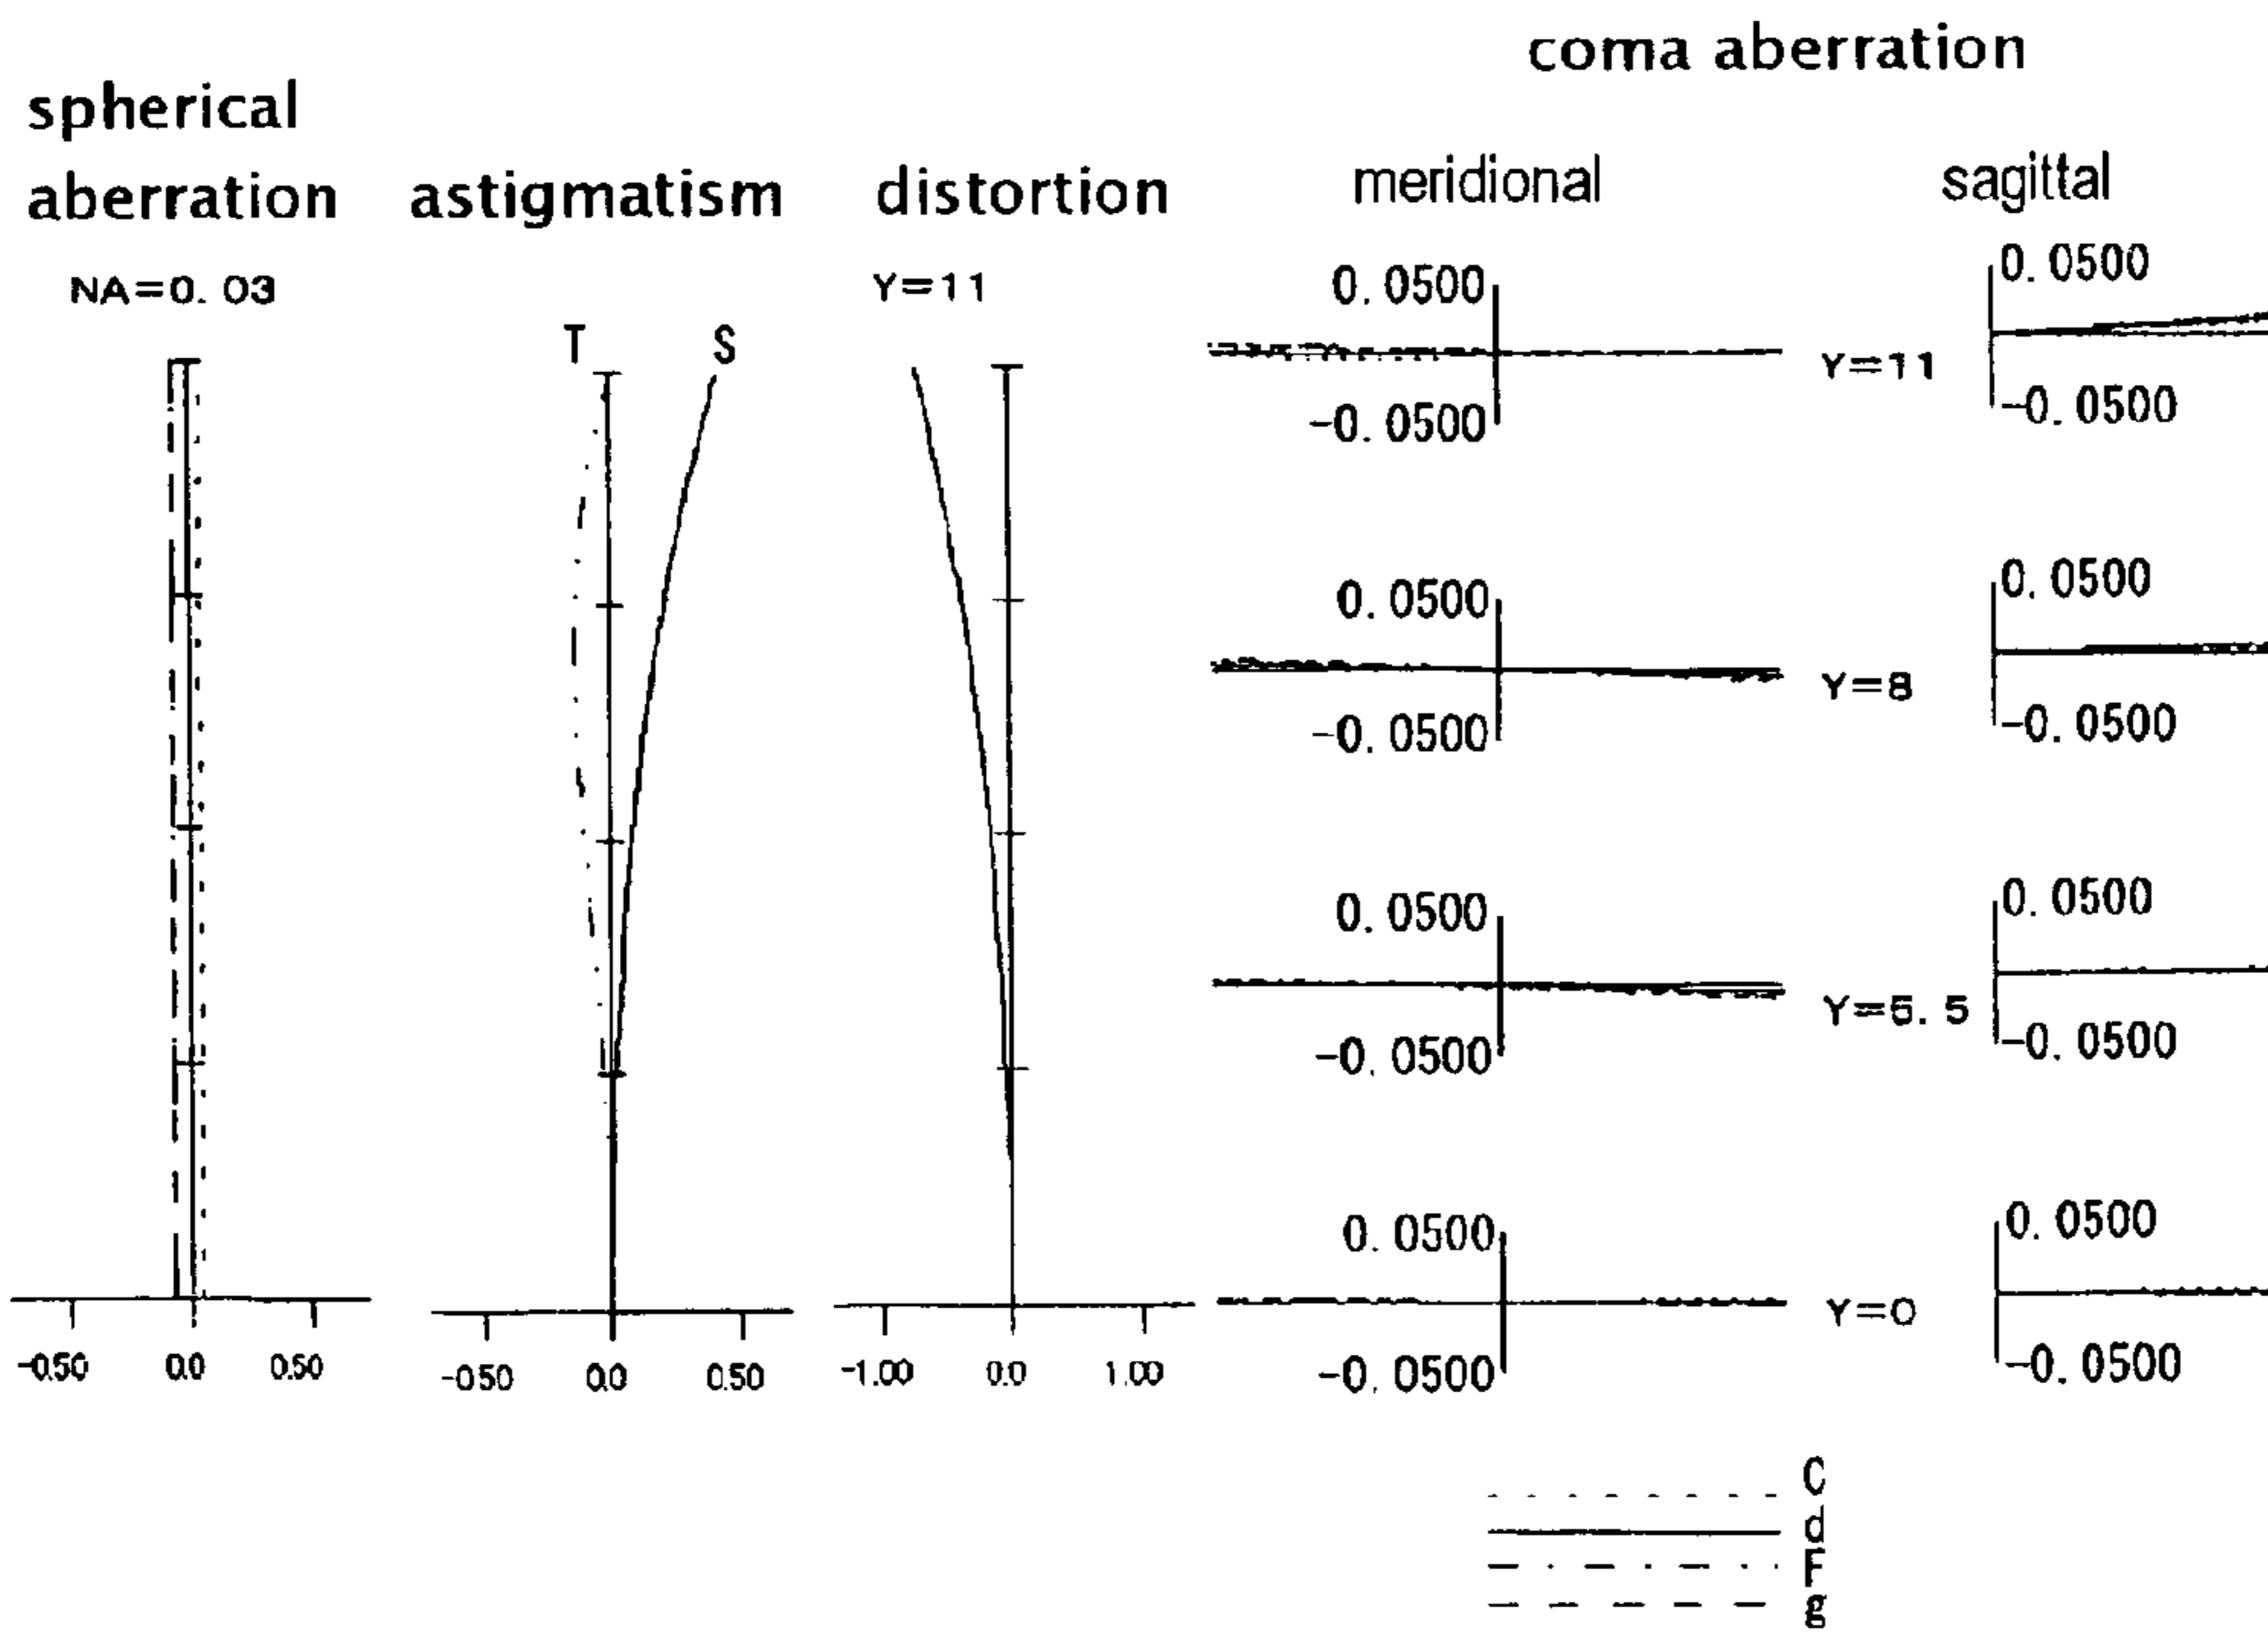 coma aberration
spherical
aberration
astigmatism
distortion
meridional
sagittal
NA=0.03
Y=11
T
S
0.0500
-0.0500
Y=11
0.0500
-0.0500
0.0500
-0.0500
Y=8
0.0500
-0.0500
0.0500
-0.0500
Y=5.5
0.0500
-0.0500
0.0500
-0.0500
Y=0
0.0500
-0.0500
-0.50 0.0 0.50
-0.50 0.0 0.50
-1.00 0.0 1.00
C
d
F
g